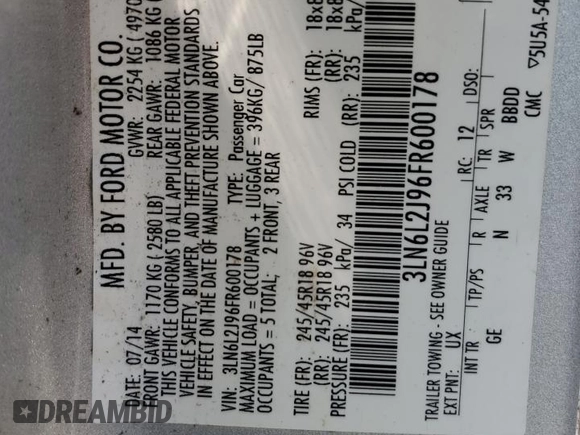 MFD. BY FORD MOTOR CO.
DATE: 07/14 GVWR: 2254 KG ( 4970
FRONT GAWR: 1170 KG ( 2580 LB) REAR GAWR: 1086 KG (
THIS VEHICLE CONFORMS TO ALL APPLICABLE FEDERAL MOTOR
VEHICLE SAFETY, BUMPER, AND THEFT PREVENTION STANDARDS
IN EFFECT ON THE DATE OF MANUFACTURE SHOWN ABOVE.
VIN: 3LN6L2J96FR600178 TYPE: Passenger Car
MAXIMUM LOAD = OCCUPANTS + LUGGAGE = 396KG/ 875LB
OCCUPANTS = 5 TOTAL; 2 FRONT, 3 REAR
TIRE (FR): 245/45R18 96V RIMS (FR): 18x8
(RR): 245/45R18 96V (RR): 18x8
PRESSURE (FR): 235 kPa/ 34 PSI COLD (RR): 235 kPa/
3LN6L2J96FR600178
TRAILER TOWING - SEE OWNER GUIDE
EXT PNT: UX RC: 12 DSO:
INT TR TP/PS R AXLE TR SPR
GE N 33 W BBDD
CMC ▽5U5A-54
DREAMBID